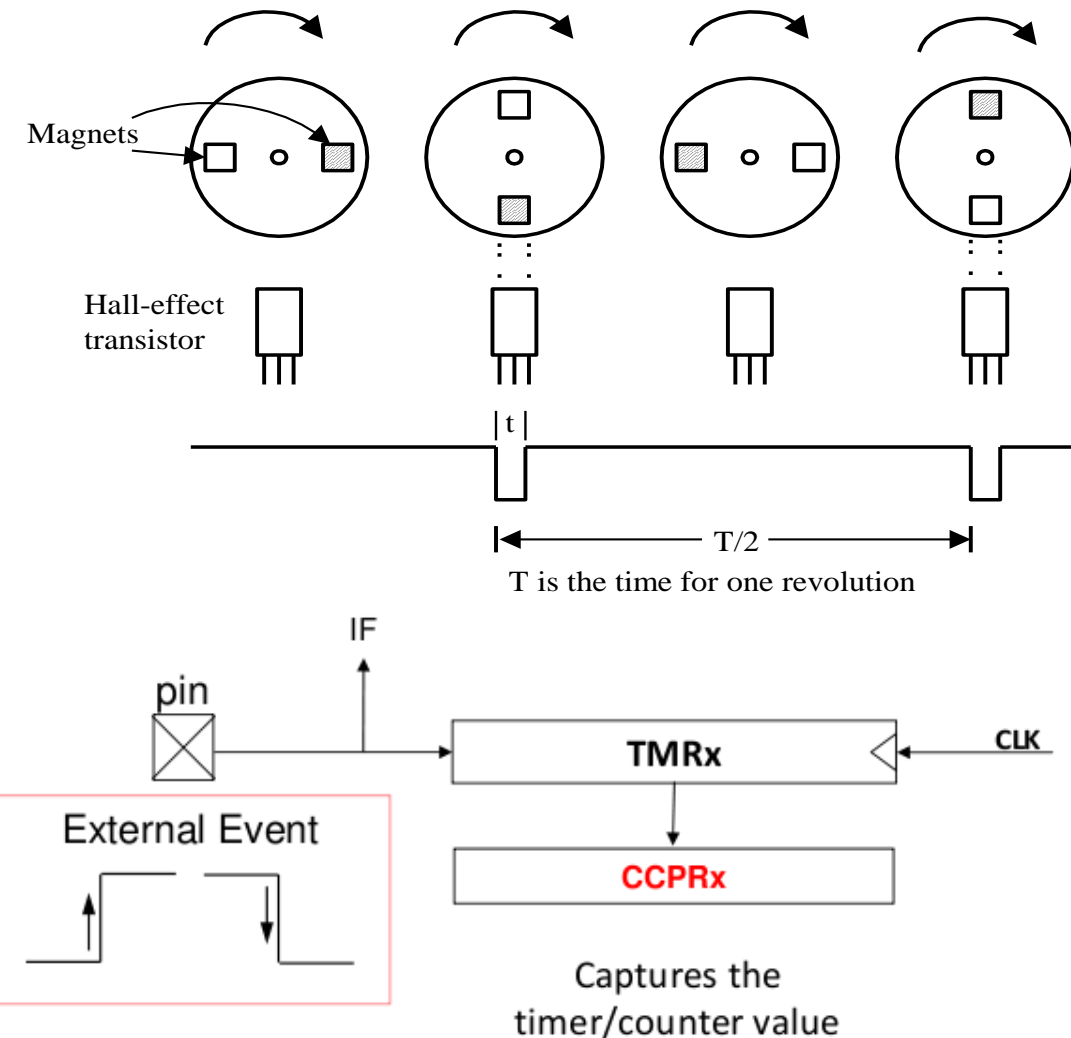 Magnets
Hall-effect
transistor
t
T/2
T is the time for one revolution
IF
pin
TMRx
CLK
External Event
CCPRx
Captures the
timer/counter value